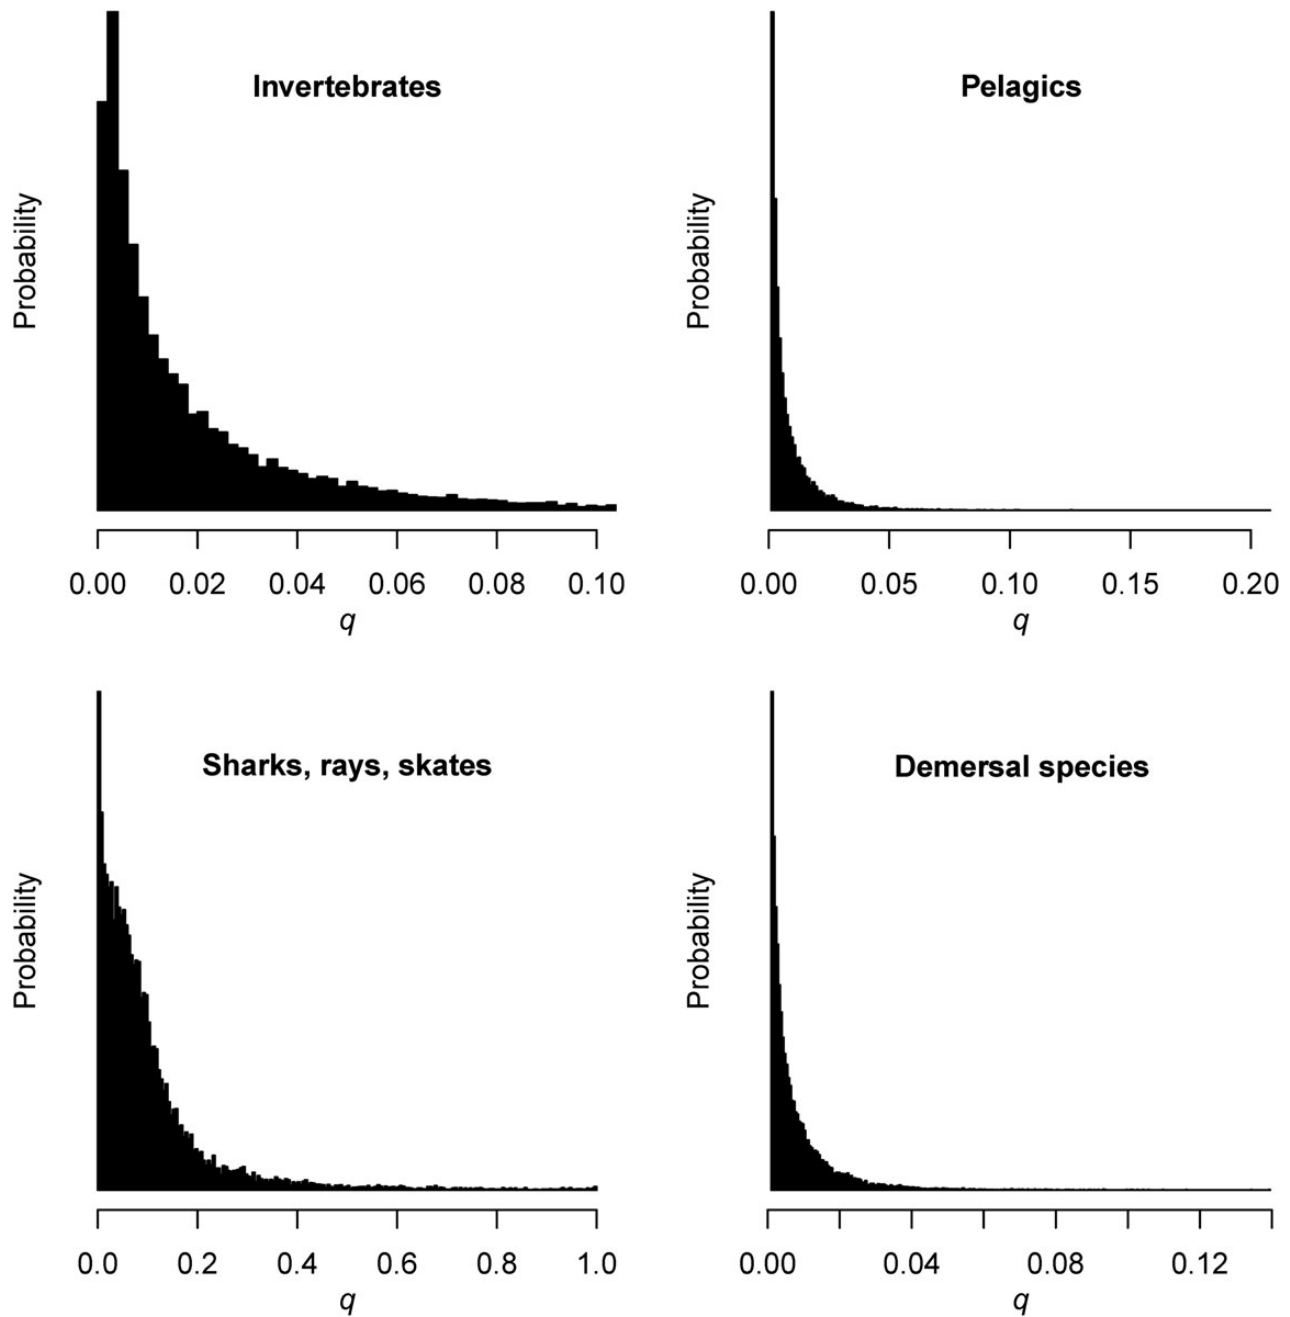 Invertebrates
Probability
0.00 0.02 0.04 0.06 0.08 0.10
q
Pelagics
Probability
0.00 0.05 0.10 0.15 0.20
q
Sharks, rays, skates
Probability
0.0 0.2 0.4 0.6 0.8 1.0
q
Demersal species
Probability
0.00 0.04 0.08 0.12
q